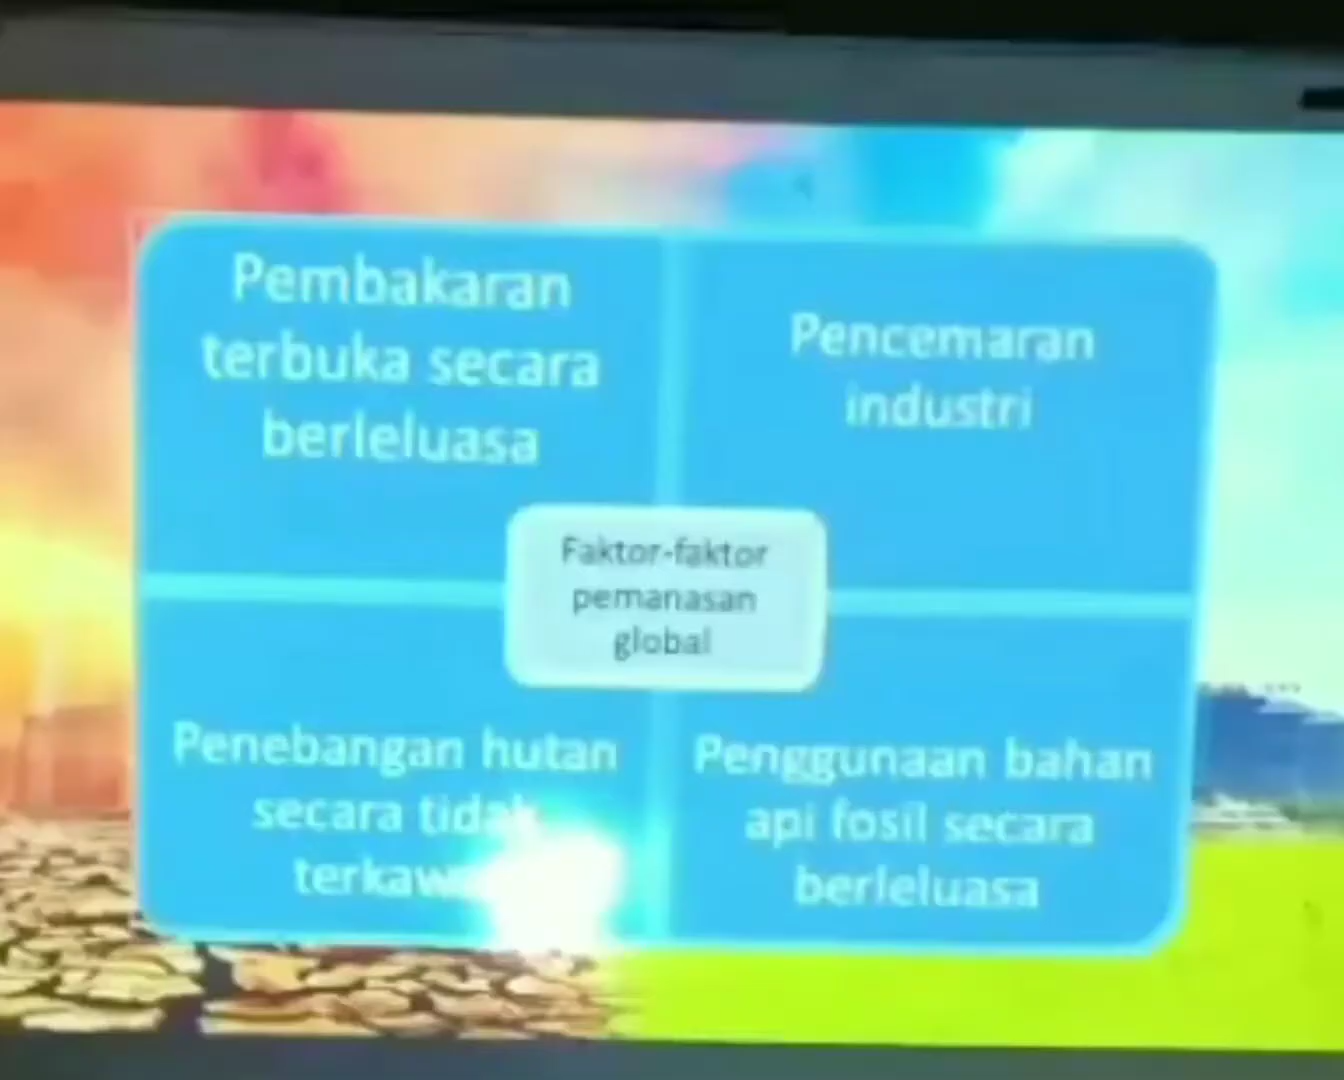 Pembakaran
terbuka secara
berleluasa
Pencemaran
industri
Faktor-faktor
pemanasan
global
Penebangan hutan
secara tidak
Penggunaan bahan
api fosil secara
berleluasa